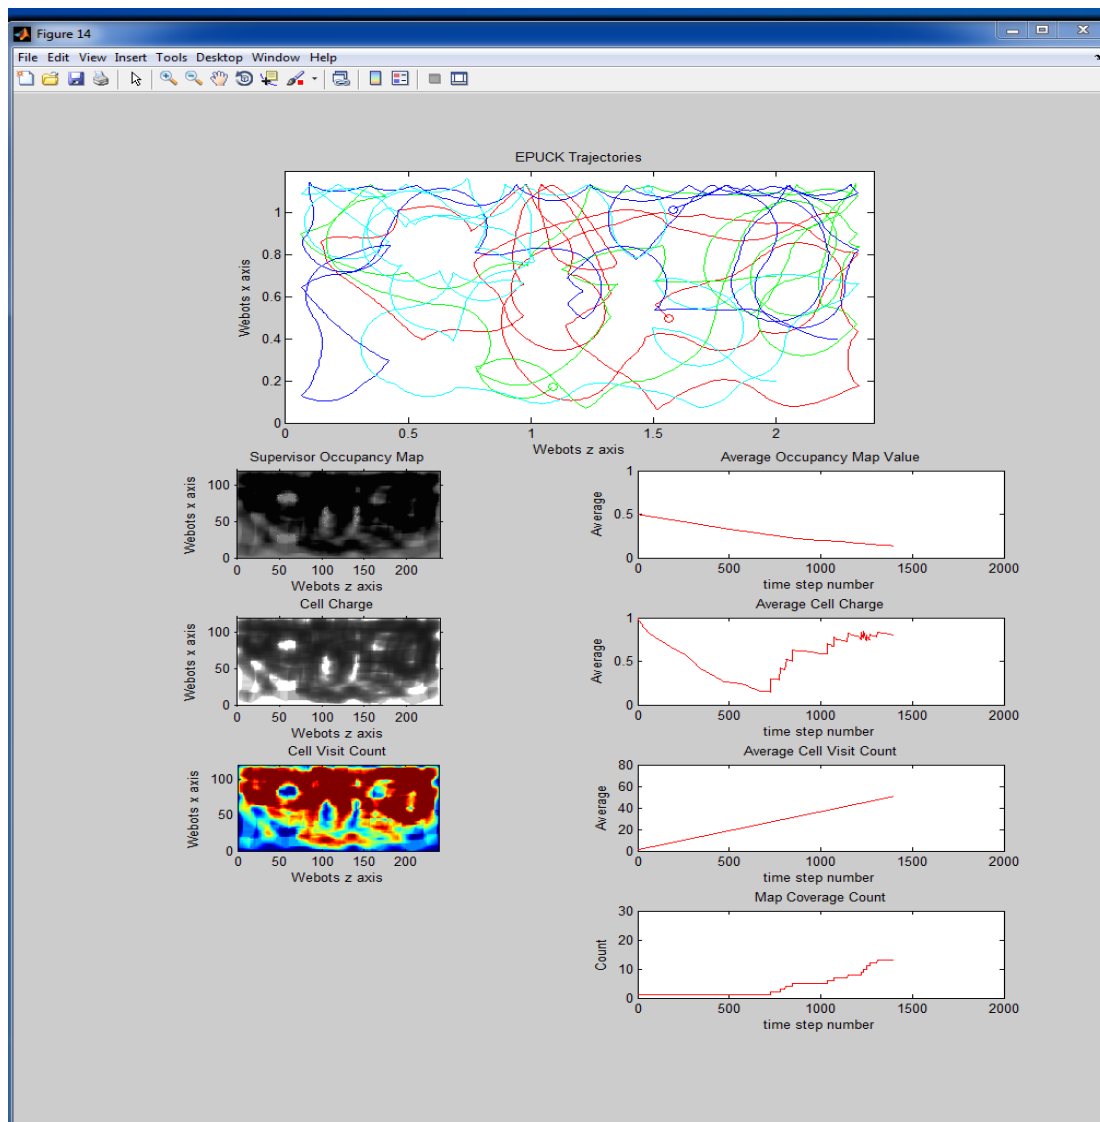 Figure 14
File Edit View Insert Tools Desktop Window Help
EPUCK Trajectories
Webots x axis
1
0.8
0.6
0.4
0.2
0
0 0.5 1 1.5 2
Webots z axis
Supervisor Occupancy Map
Webots x axis
100
50
0
0 50 100 150 200
Webots z axis
Average Occupancy Map Value
Average
1
0.5
0
0 500 1000 1500 2000
time step number
Cell Charge
Webots x axis
100
50
0
0 50 100 150 200
Webots z axis
Average Cell Charge
Average
1
0.5
0
0 500 1000 1500 2000
time step number
Cell Visit Count
Webots x axis
100
50
0
0 50 100 150 200
Webots z axis
Average Cell Visit Count
Average
80
60
40
20
0
0 500 1000 1500 2000
time step number
Map Coverage Count
Count
30
20
10
0
0 500 1000 1500 2000
time step number